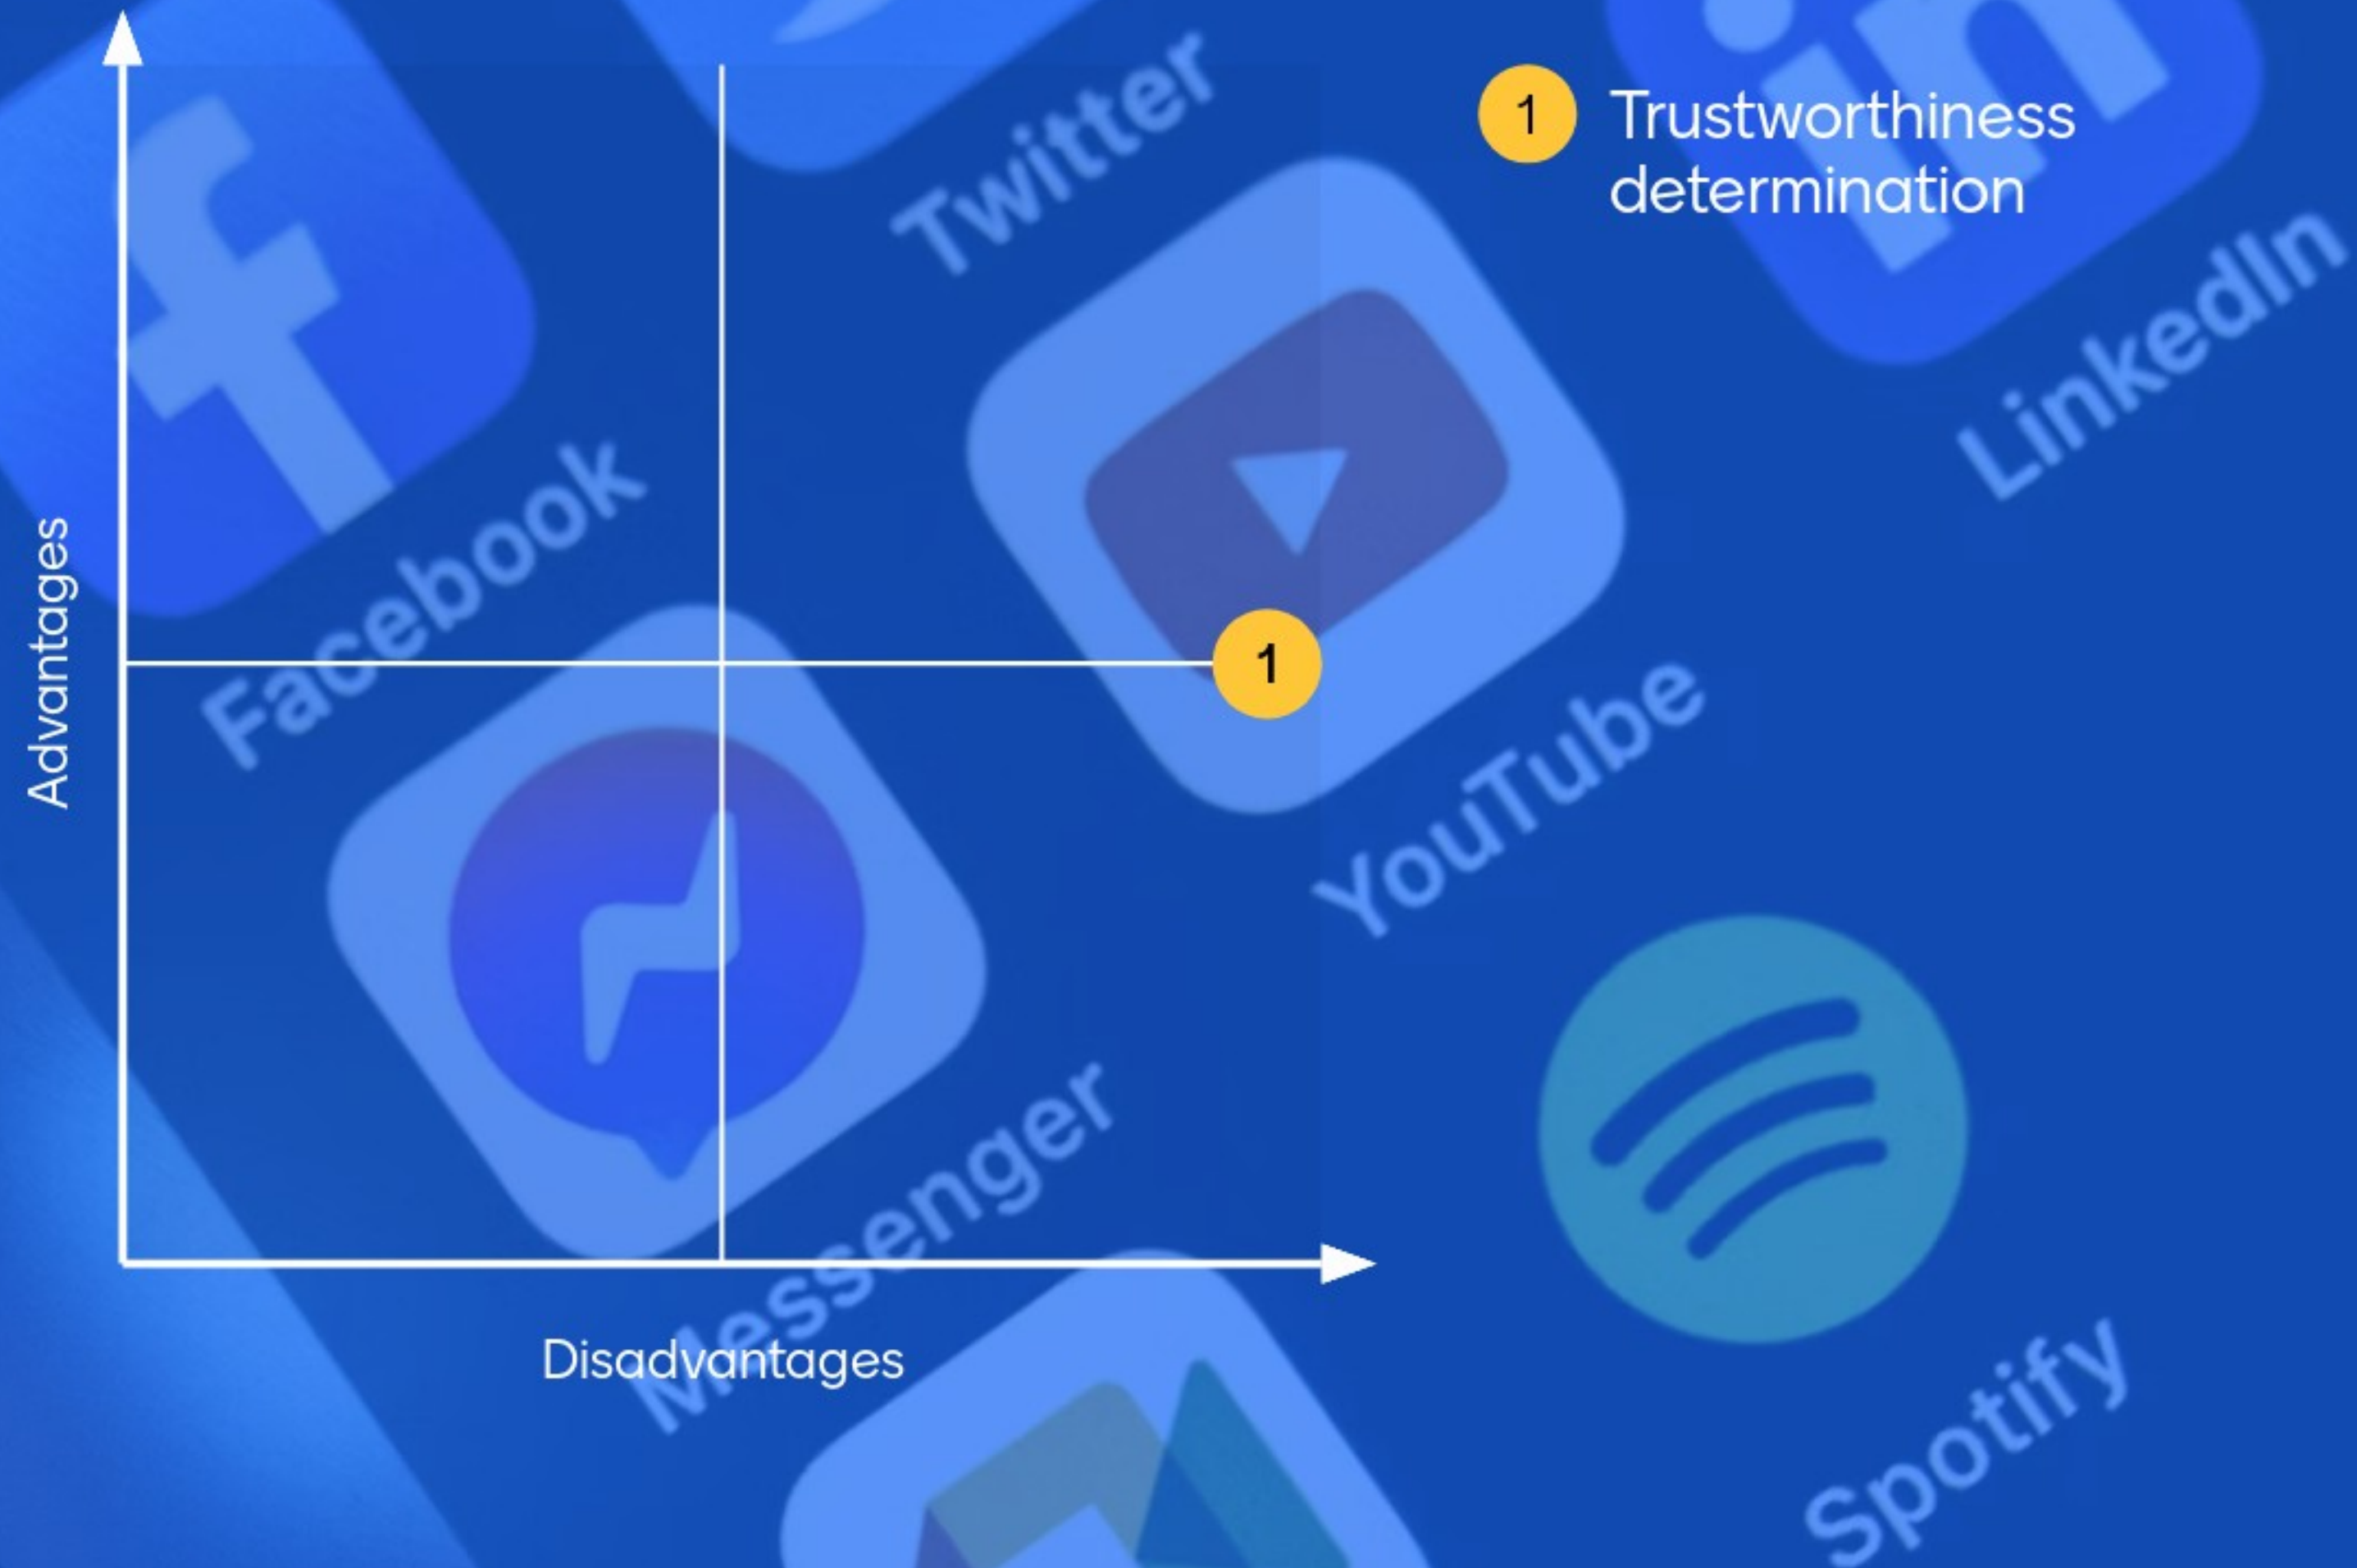 Twitter
1
Trustworthiness
determination
LinkedIn
Facebook
Advantages
1
YouTube
Messenger
Disadvantages
Spotify